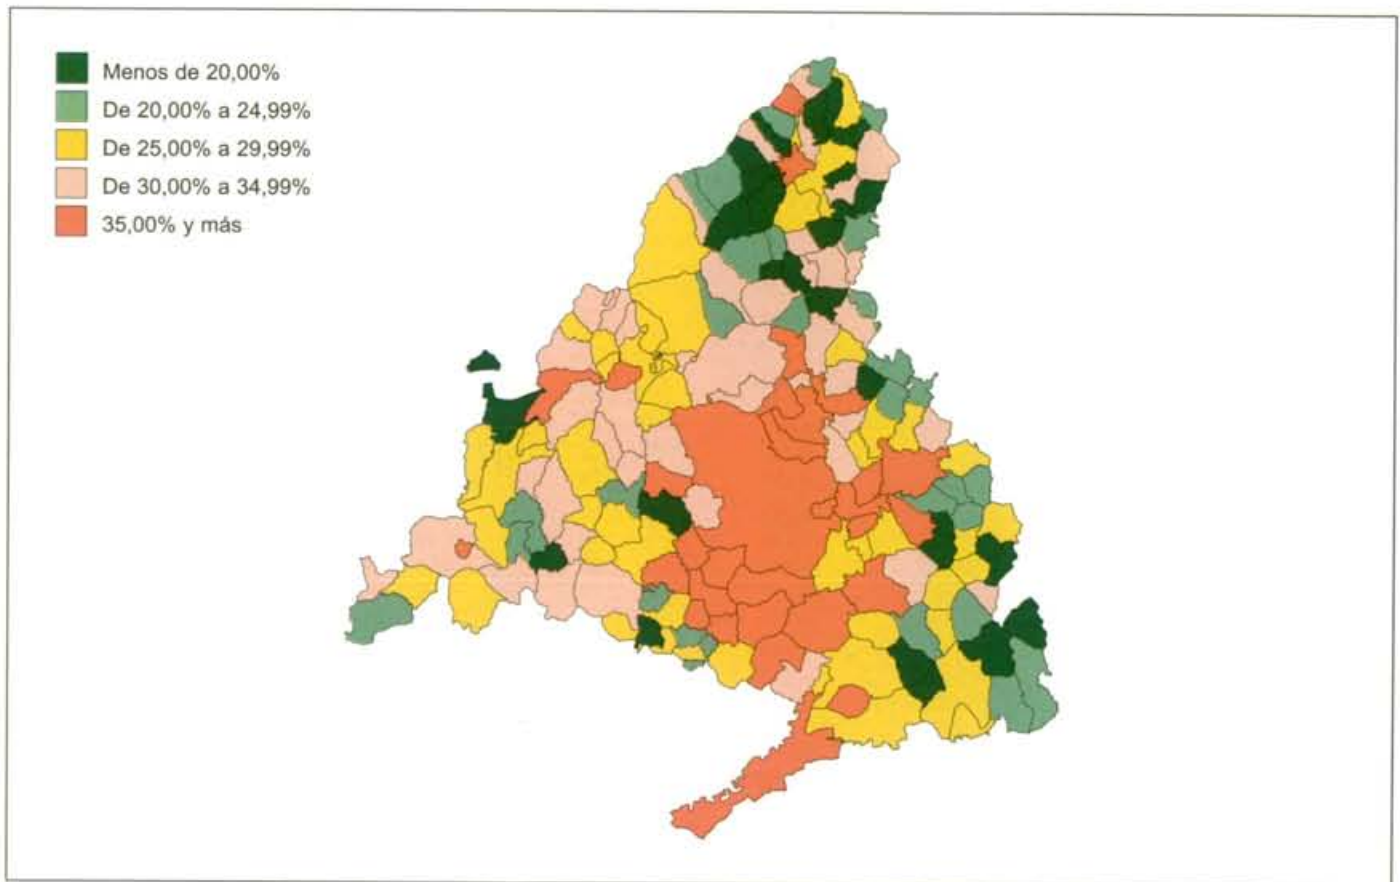 Menos de 20,00%
De 20,00% a 24,99%
De 25,00% a 29,99%
De 30,00% a 34,99%
35,00% y más